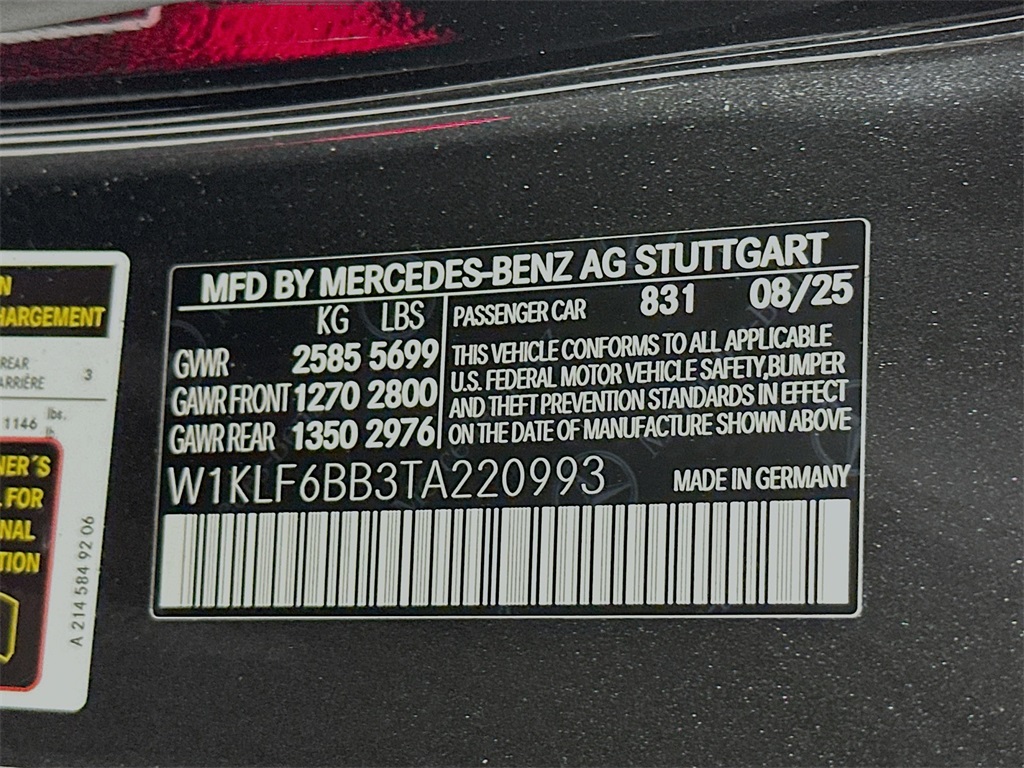 N
HARGEMENT
REAR
ARRIÈRE 3
1146 lbs.
lb
NER´S
L FOR
NAL
TION
A 214 584 92 06
MFD BY MERCEDES-BENZ AG STUTTGART
KG LBS
GWR 2585 5699
GAWR FRONT 1270 2800
GAWR REAR 1350 2976
PASSENGER CAR 831 08/25
THIS VEHICLE CONFORMS TO ALL APPLICABLE
U.S. FEDERAL MOTOR VEHICLE SAFETY,BUMPER
AND THEFT PREVENTION STANDARDS IN EFFECT
ON THE DATE OF MANUFACTURE SHOWN ABOVE
W1KLF6BB3TA220993
MADE IN GERMANY